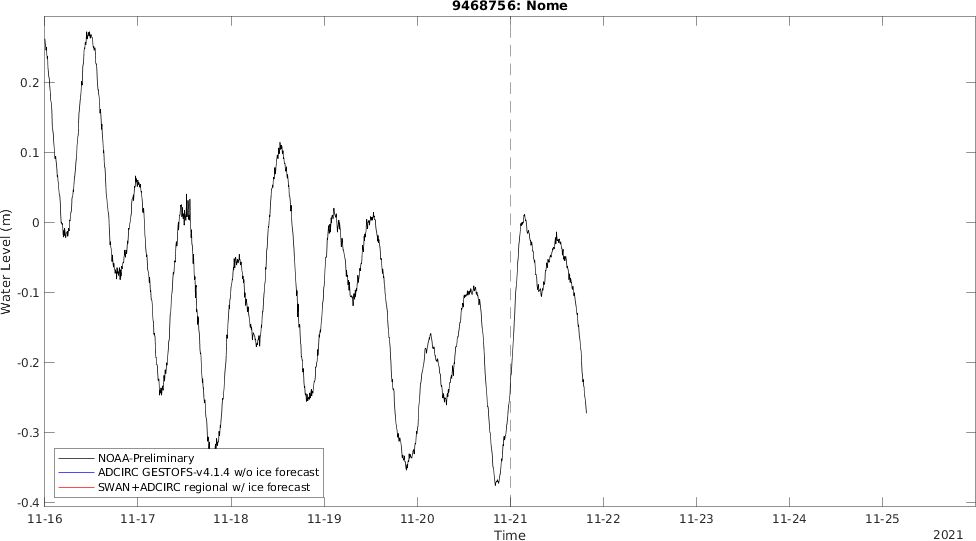 9468756: Nome
Water Level (m)
0.2
0.1
0
-0.1
-0.2
-0.3
-0.4
NOAA-Preliminary
ADCIRC GESTOFS-v4.1.4 w/o ice forecast
SWAN+ADCIRC regional w/ ice forecast
11-16 11-17 11-18 11-19 11-20 11-21 11-22 11-23 11-24 11-25
Time
2021